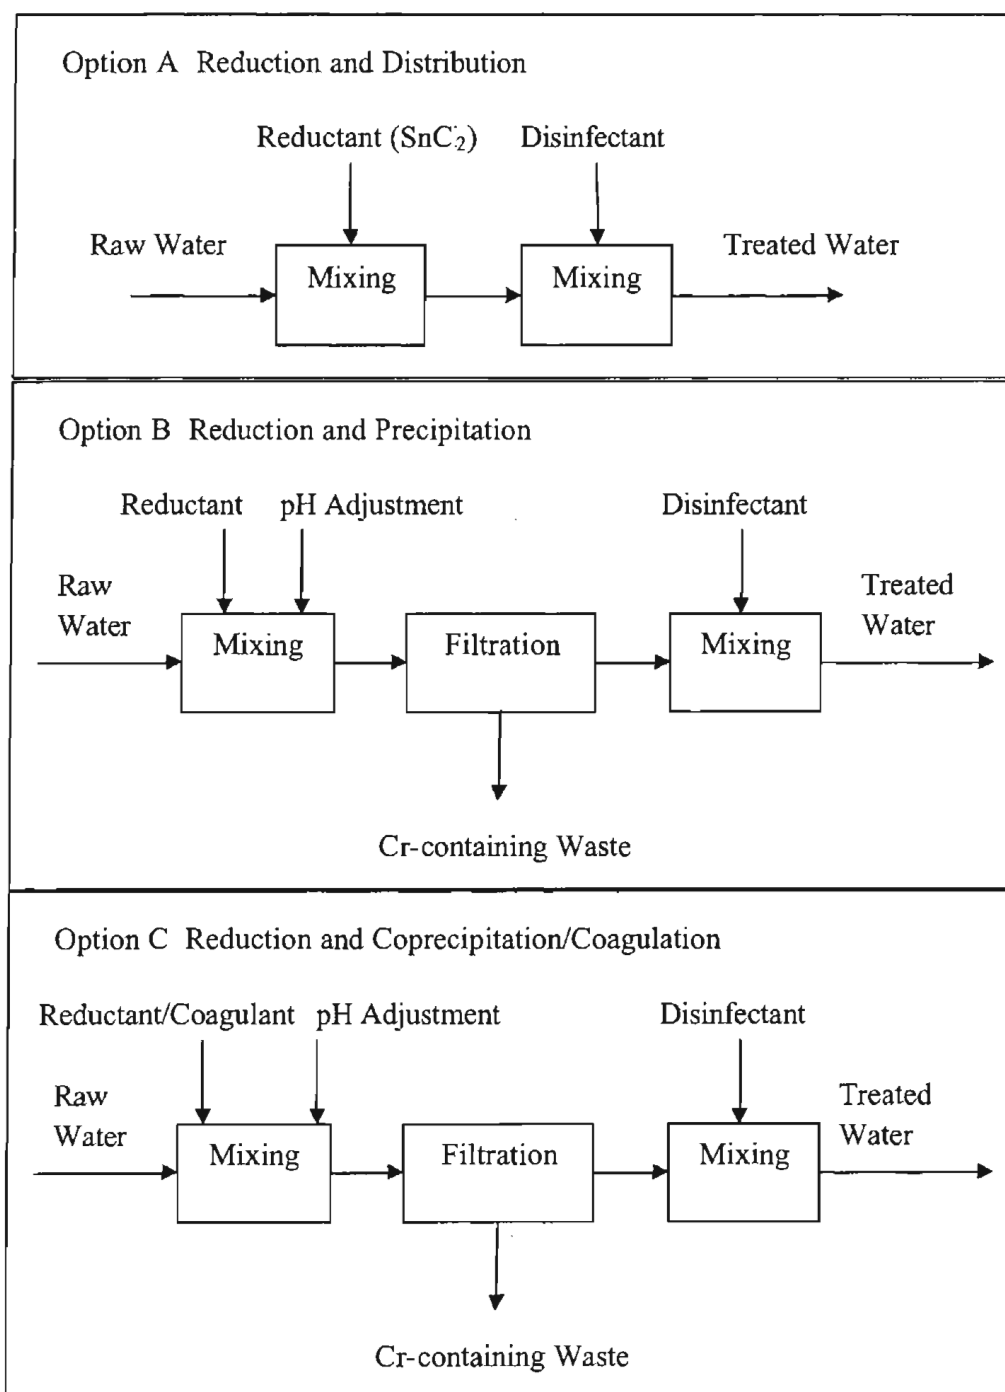 Option A Reduction and Distribution
Reductant (SnCl₂) Disinfectant
Raw Water
Mixing
Mixing
Treated Water
Option B Reduction and Precipitation
Reductant pH Adjustment
Disinfectant
Raw
Water
Mixing
Filtration
Mixing
Treated
Water
Cr-containing Waste
Option C Reduction and Coprecipitation/Coagulation
Reductant/Coagulant pH Adjustment
Disinfectant
Raw
Water
Mixing
Filtration
Mixing
Treated
Water
Cr-containing Waste